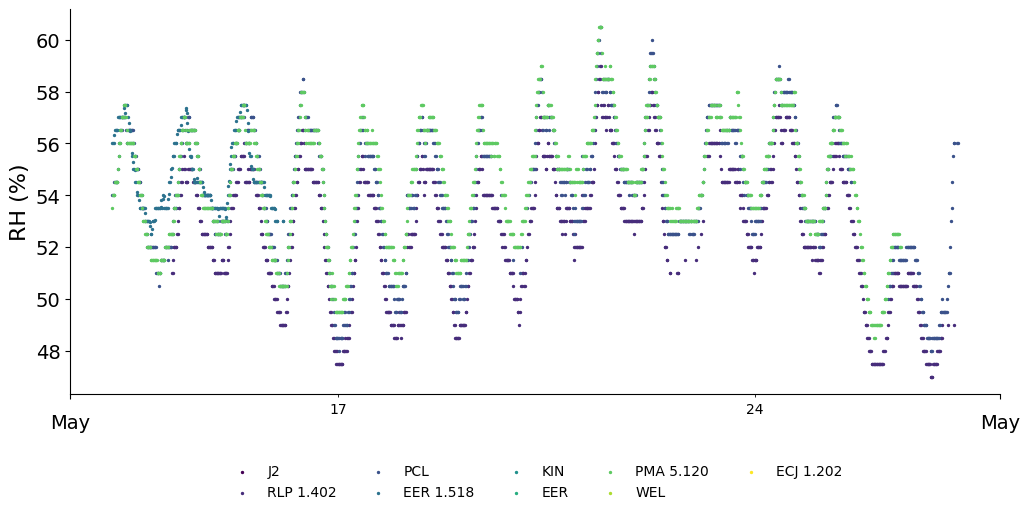 60
58
56
54
52
50
48
RH (%)
17
24
May
May
J2
PCL
KIN
PMA 5.120
ECJ 1.202
RLP 1.402
EER 1.518
EER
WEL